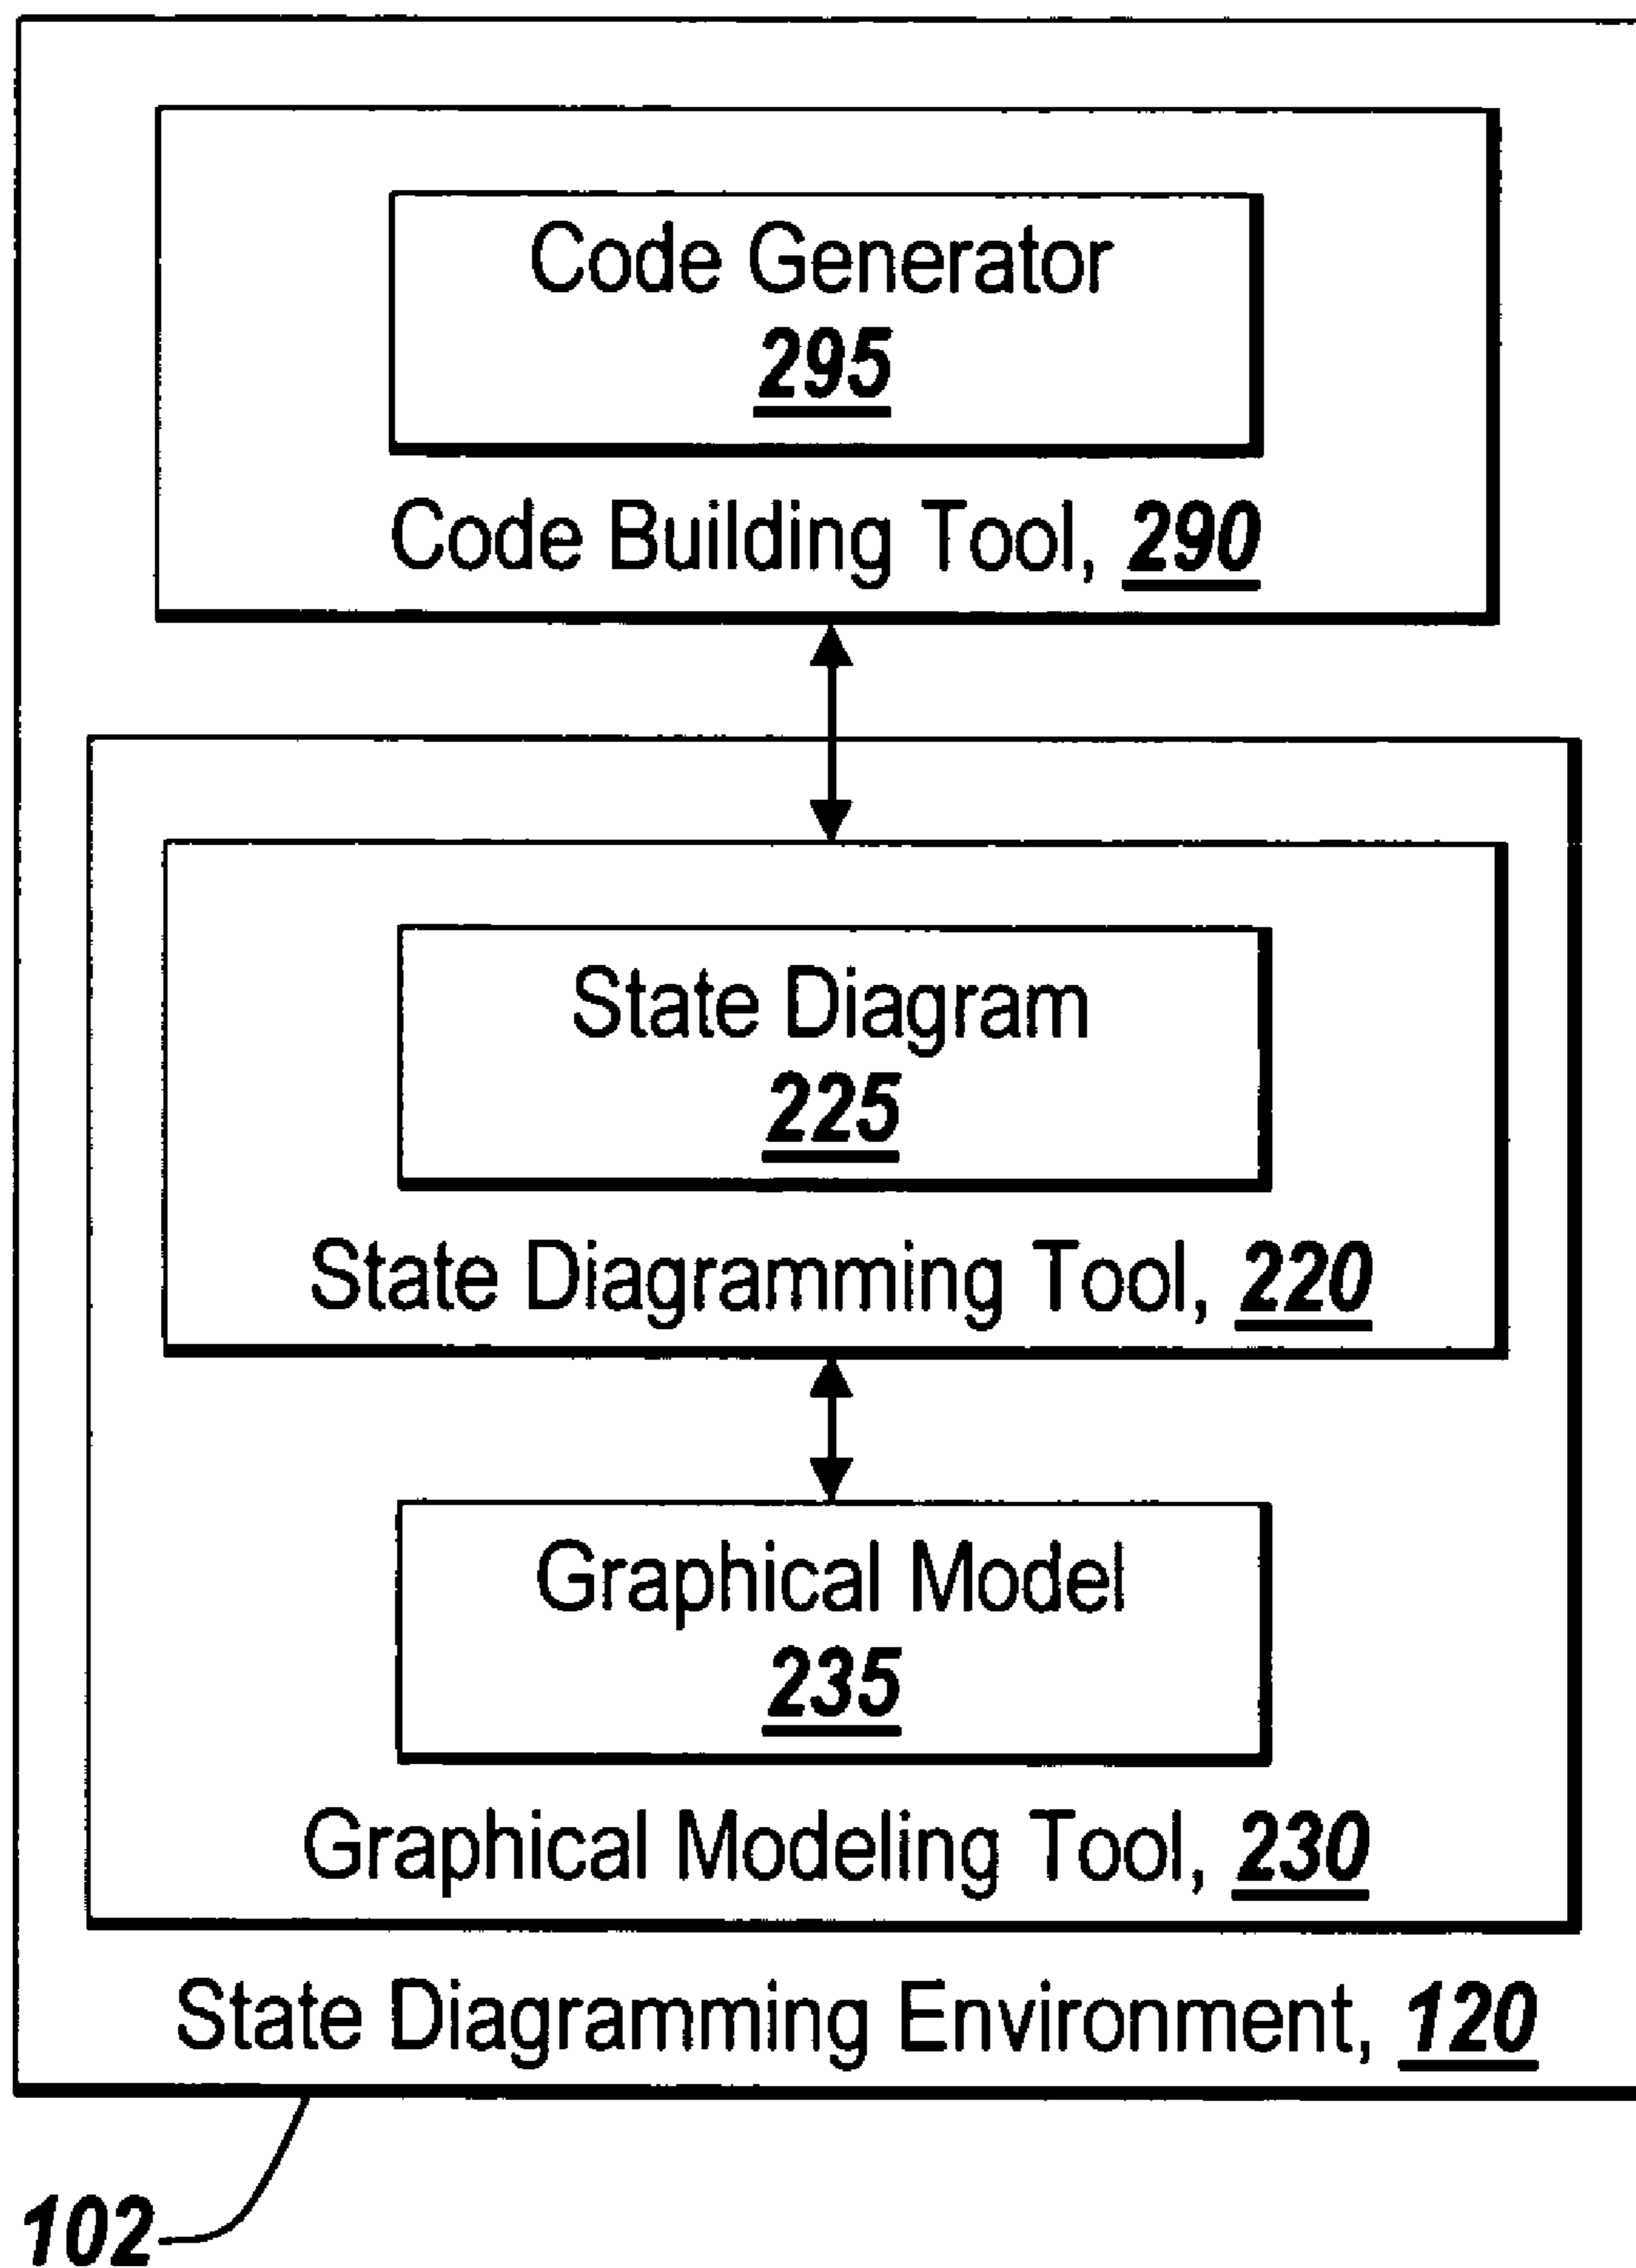 Code Generator
295
Code Building Tool, 290
State Diagram
225
State Diagramming Tool, 220
Graphical Model
235
Graphical Modeling Tool, 230
State Diagramming Environment, 120
102